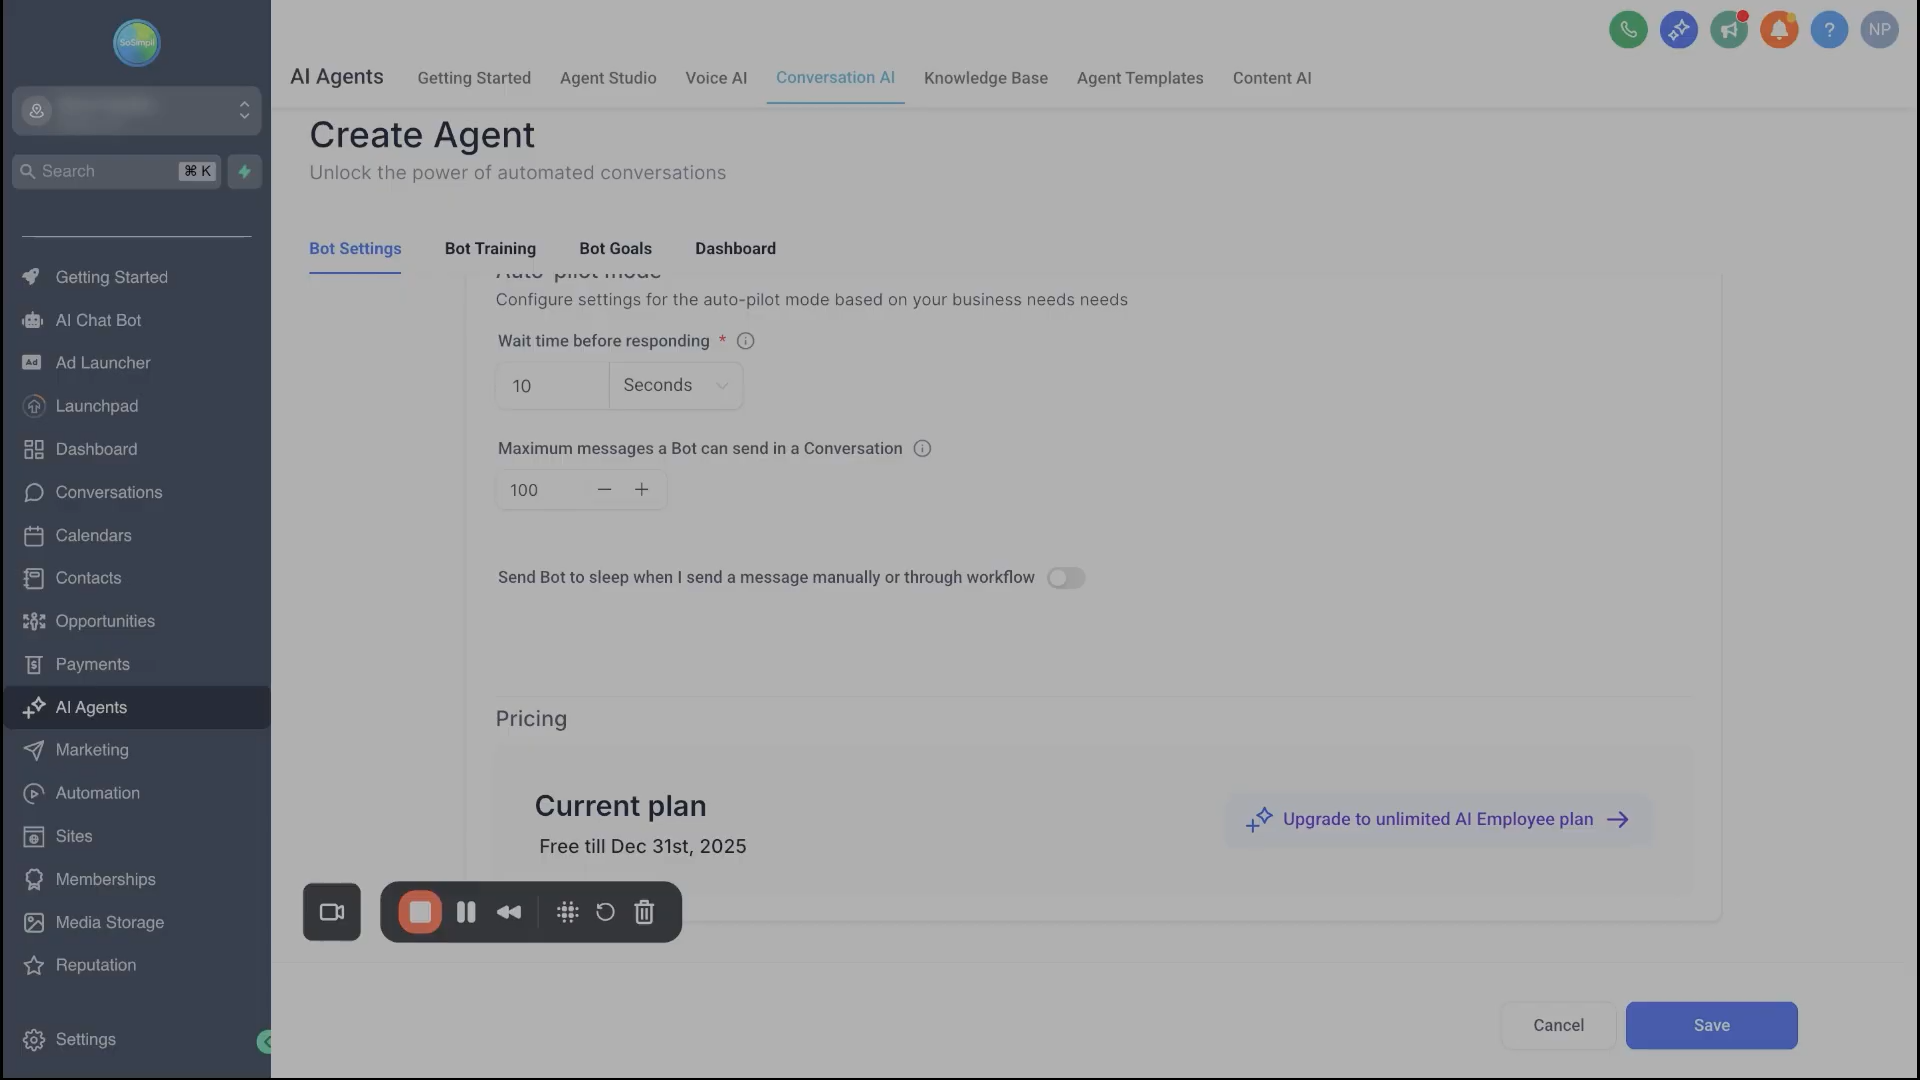 SoSimpli
Search
⌘ K
Getting Started
AI Chat Bot
Ad
Ad Launcher
Launchpad
Dashboard
Conversations
Calendars
Contacts
Opportunities
Payments
AI Agents
Marketing
Automation
Sites
Memberships
Media Storage
Reputation
Settings
NP
?
AI Agents
Getting Started
Agent Studio
Voice AI
Conversation AI
Knowledge Base
Agent Templates
Content AI
Create Agent
Unlock the power of automated conversations
Bot Settings
Bot Training
Bot Goals
Dashboard
Auto-pilot mode
Configure settings for the auto-pilot mode based on your business needs needs
Wait time before responding *
10
Seconds
Maximum messages a Bot can send in a Conversation
100
Send Bot to sleep when I send a message manually or through workflow
Pricing
Current plan
Free till Dec 31st, 2025
Upgrade to unlimited AI Employee plan
Cancel
Save